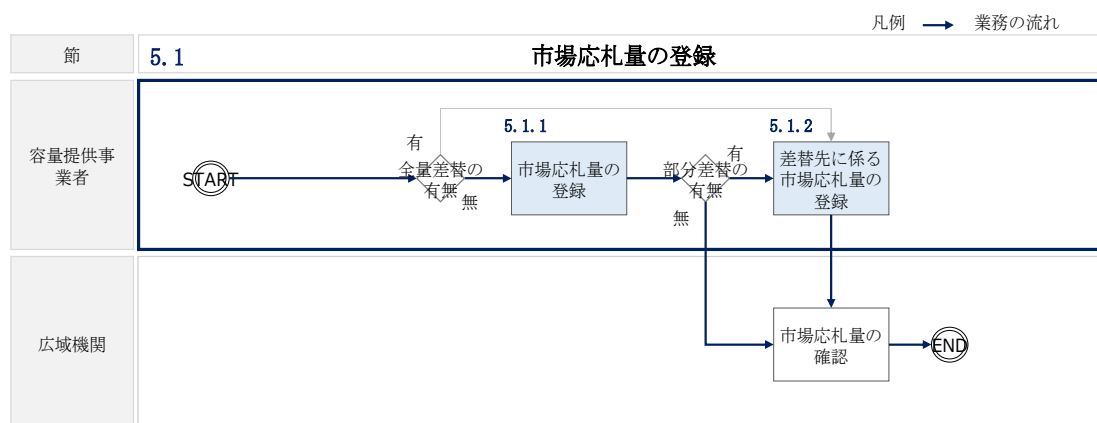 凡例 業務の流れ
節 5.1 市場応札量の登録
容量提供事
業者
START
有
全量差替の
有無
無
5.1.1
市場応札量の
登録
部分差替の
有無
有
無
5.1.2
差替先に係る
市場応札量の
登録
広域機関
市場応札量の
確認
END